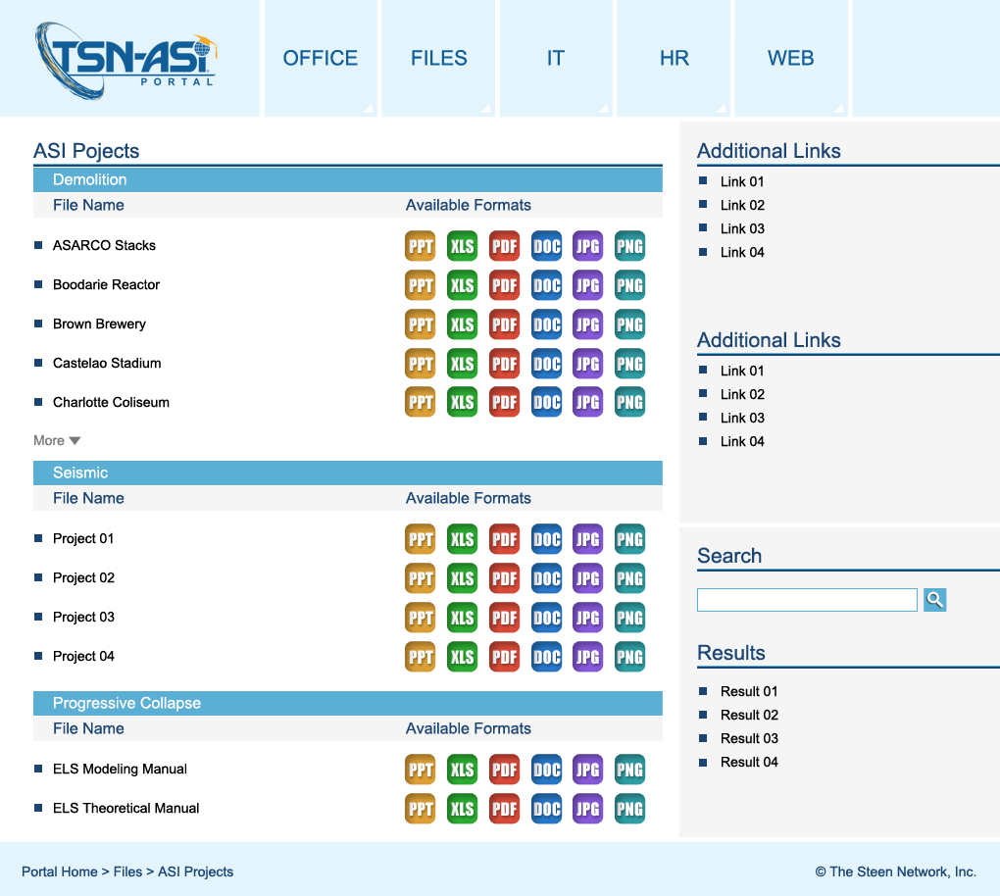 TSN-ASi
PORTAL
OFFICE FILES IT HR WEB
ASI Pojects
Demolition
File Name Available Formats
ASARCO Stacks PPT XLS PDF DOC JPG PNG
Boodarie Reactor PPT XLS PDF DOC JPG PNG
Brown Brewery PPT XLS PDF DOC JPG PNG
Castelao Stadium PPT XLS PDF DOC JPG PNG
Charlotte Coliseum PPT XLS PDF DOC JPG PNG
More
Seismic
File Name Available Formats
Project 01 PPT XLS PDF DOC JPG PNG
Project 02 PPT XLS PDF DOC JPG PNG
Project 03 PPT XLS PDF DOC JPG PNG
Project 04 PPT XLS PDF DOC JPG PNG
Progressive Collapse
File Name Available Formats
ELS Modeling Manual PPT XLS PDF DOC JPG PNG
ELS Theoretical Manual PPT XLS PDF DOC JPG PNG
Additional Links
Link 01
Link 02
Link 03
Link 04
Additional Links
Link 01
Link 02
Link 03
Link 04
Search
Results
Result 01
Result 02
Result 03
Result 04
Portal Home > Files > ASI Projects
© The Steen Network, Inc.